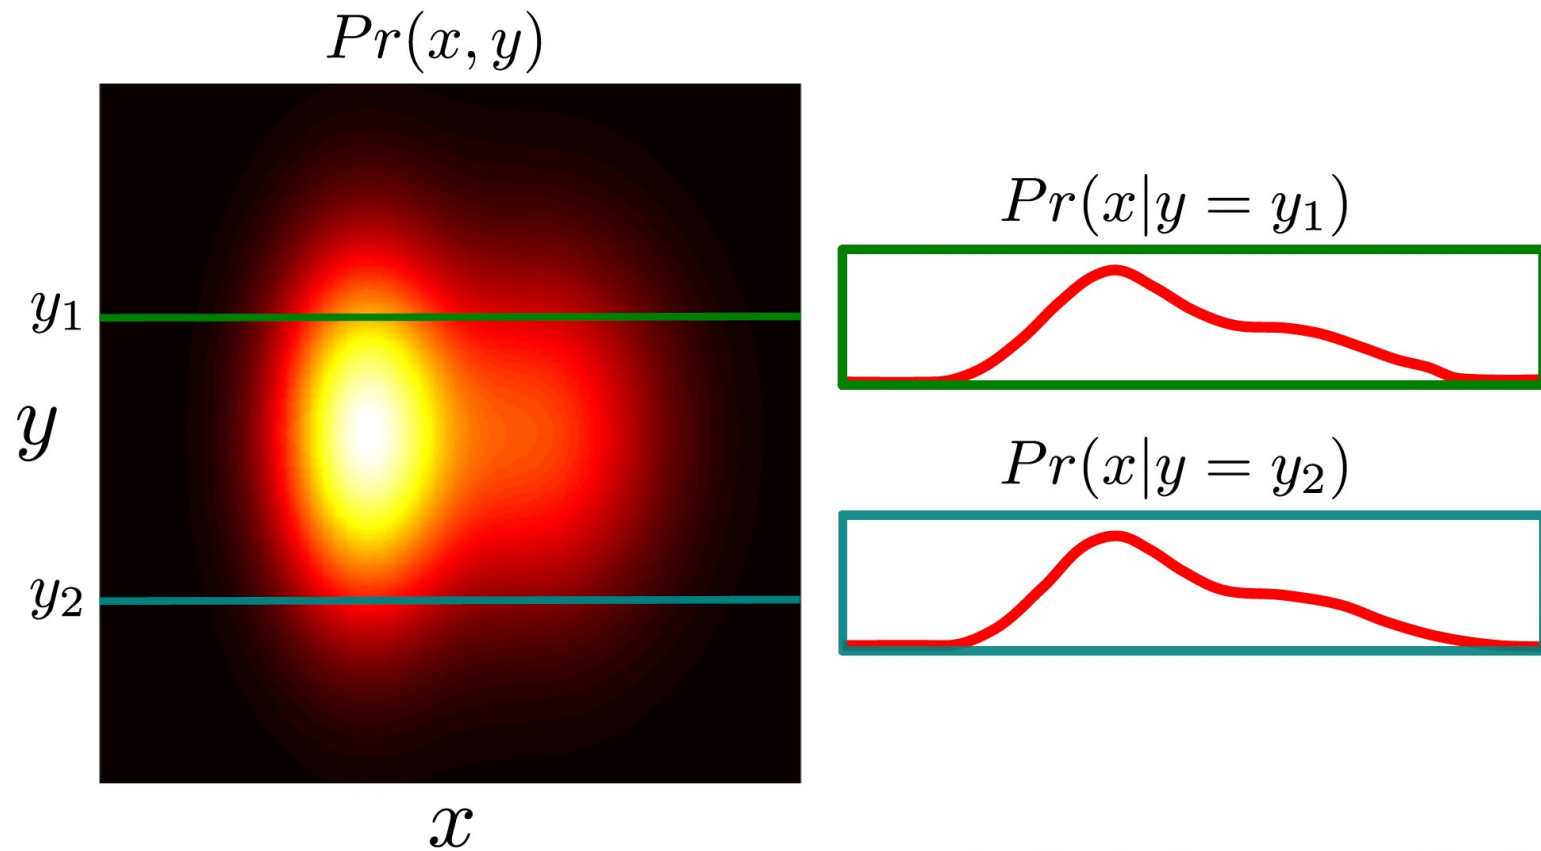 Pr(x, y)
y₁
y
y₂
x
Pr(x|y = y₁)
Pr(x|y = y₂)